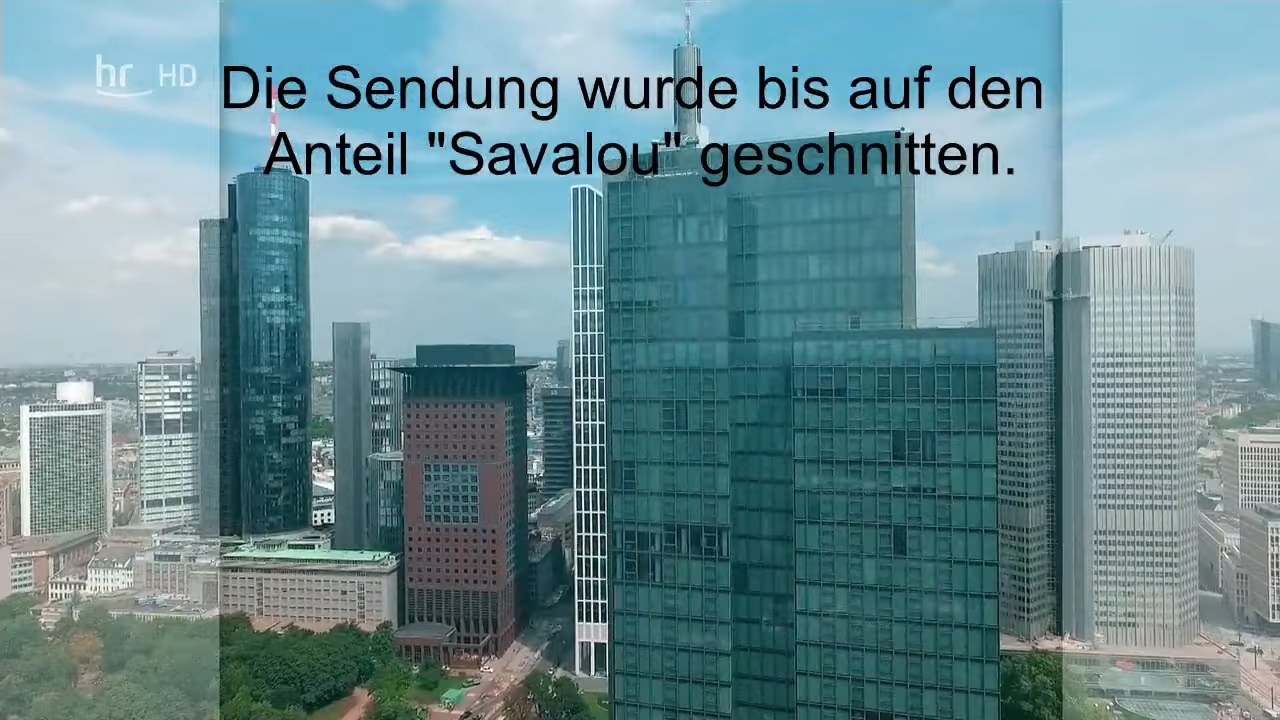 hr HD
Die Sendung wurde bis auf den
Anteil "Savalou" geschnitten.